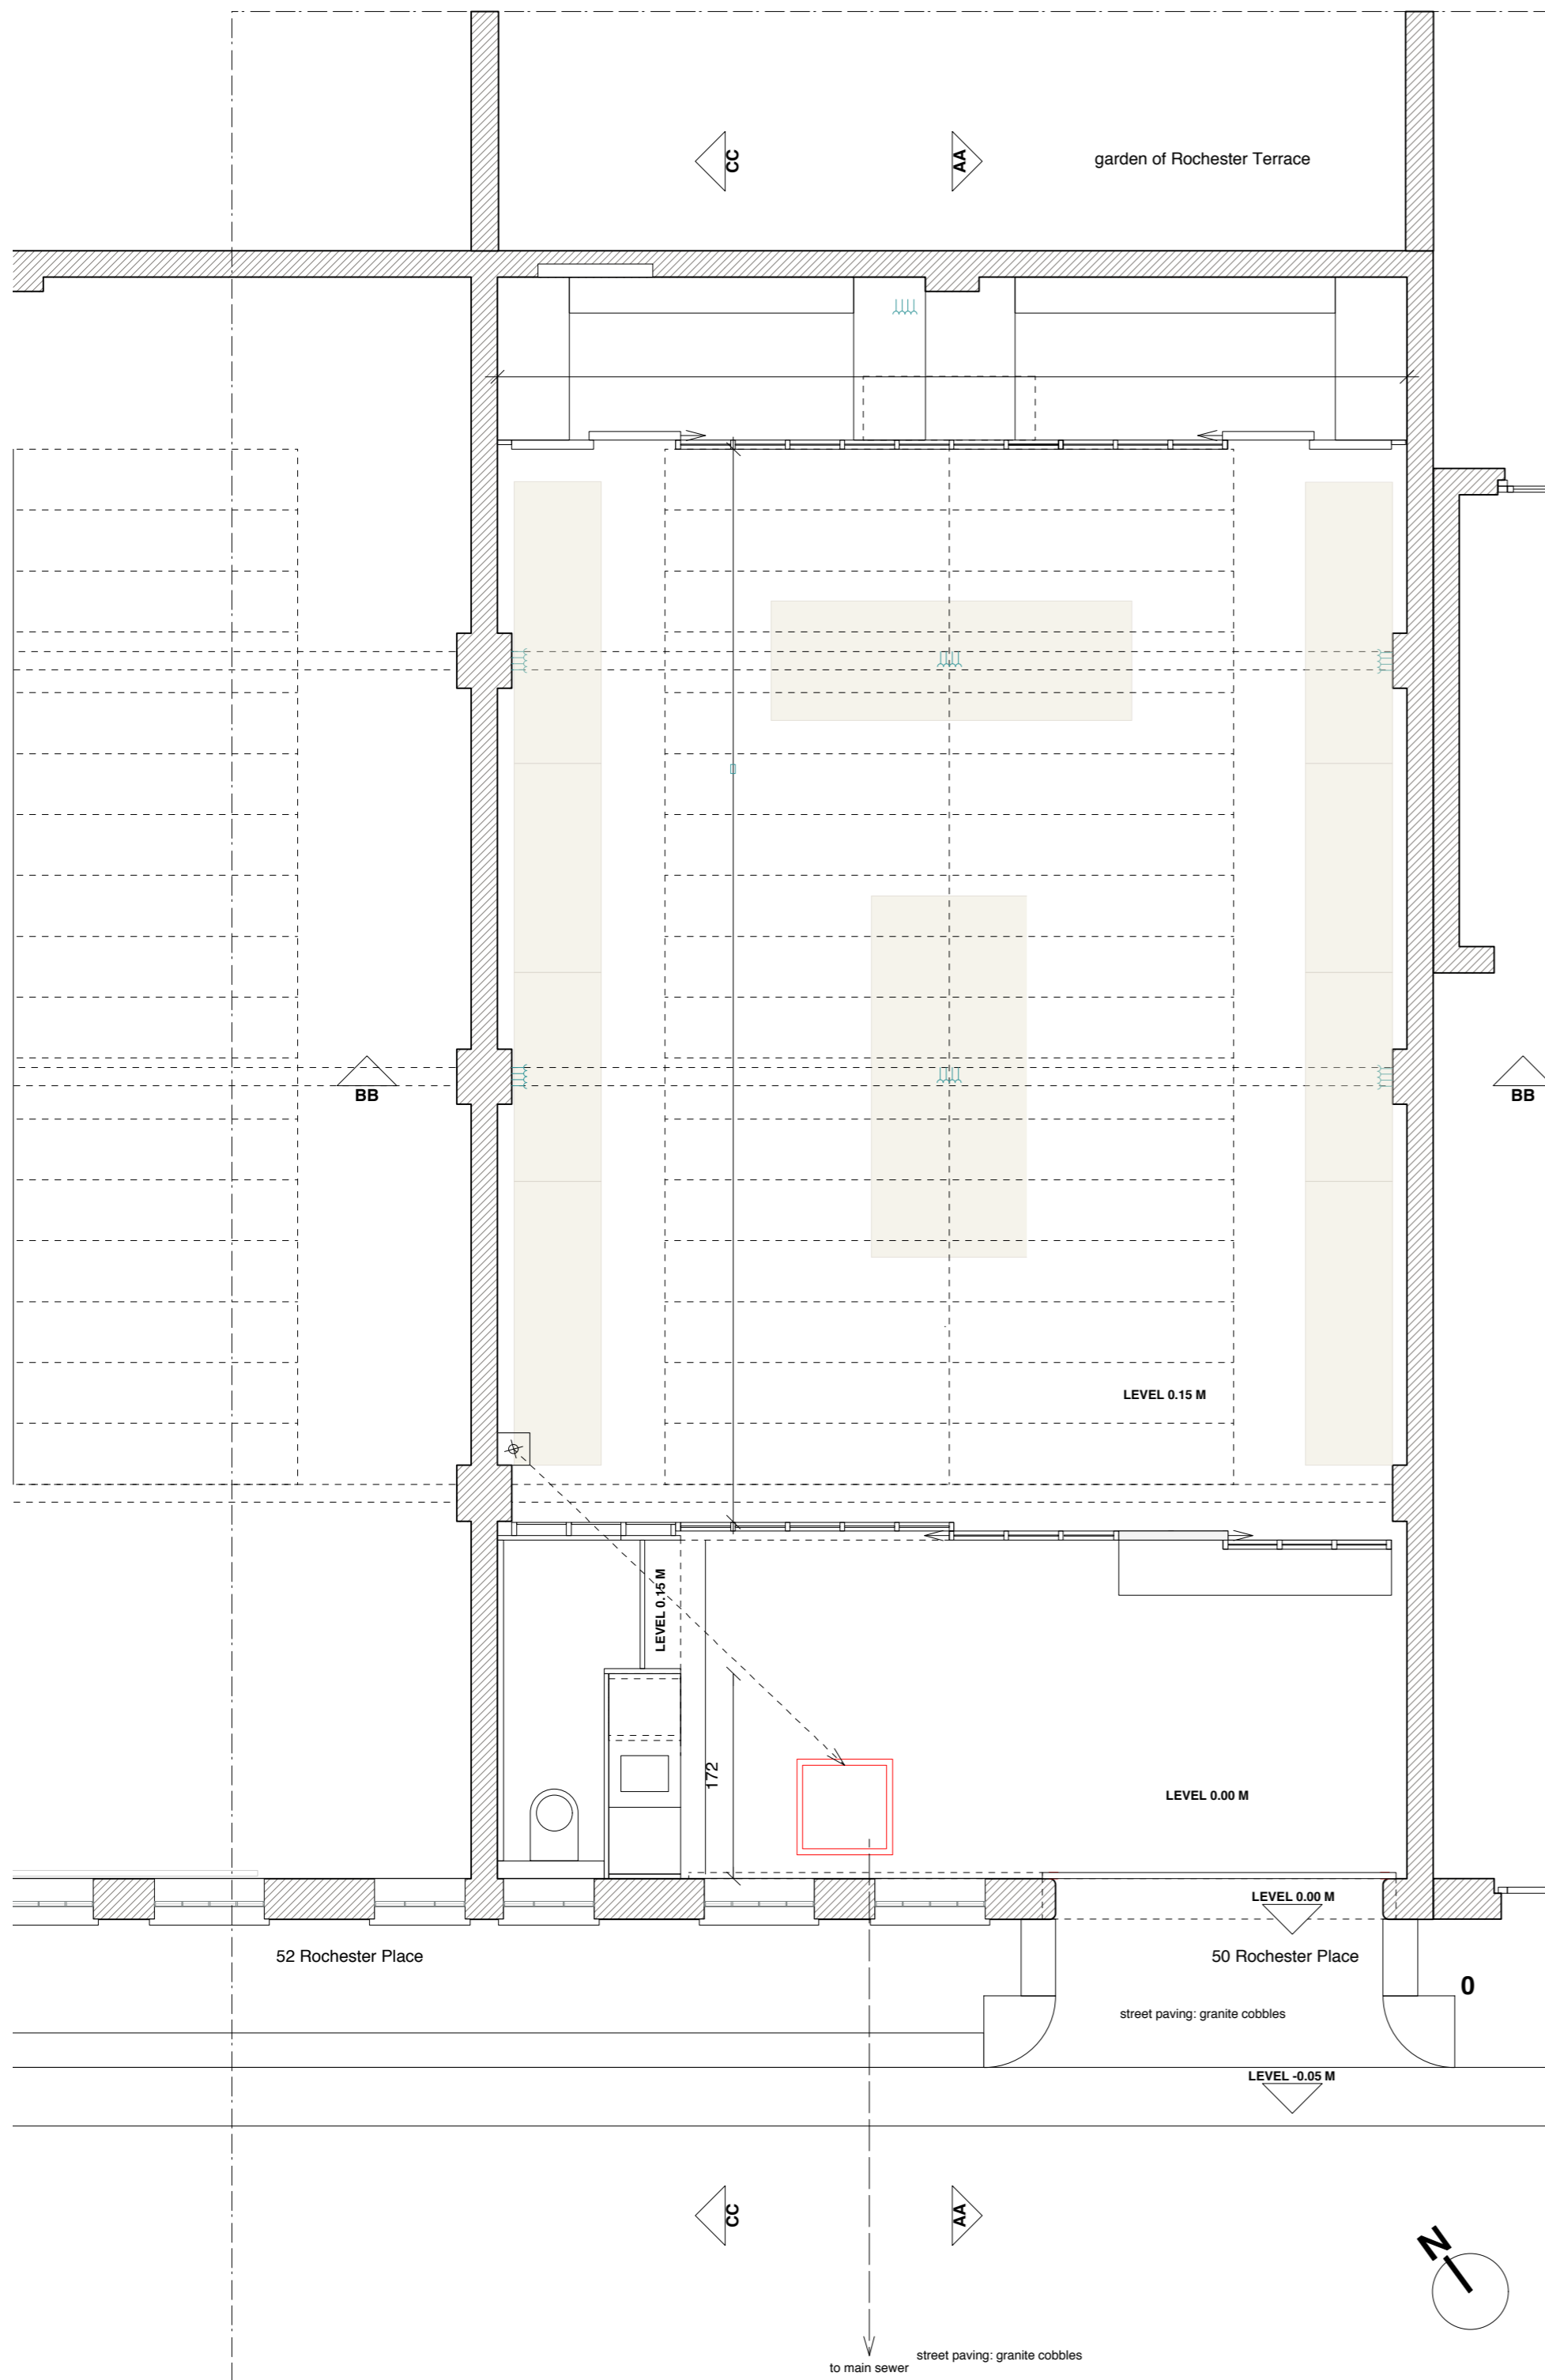 CC
AA
garden of Rochester Terrace
BB
BB
LEVEL 0.15 M
LEVEL 0.15 M
172
LEVEL 0.00 M
LEVEL 0.00 M
52 Rochester Place
50 Rochester Place
0
street paving: granite cobbles
LEVEL -0.05 M
CC
AA
N
street paving: granite cobbles
to main sewer